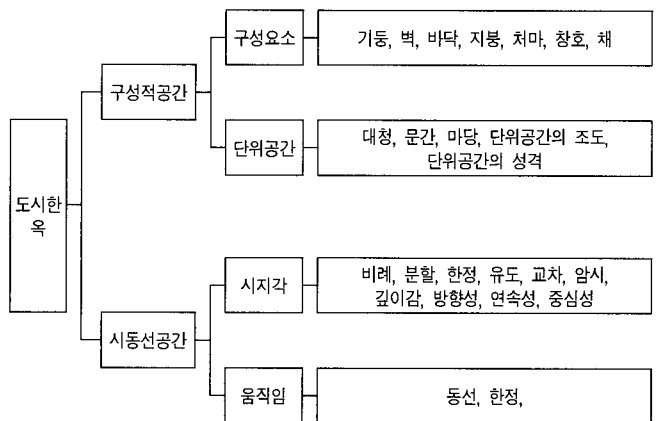 도시한
옥
구성적공간
구성요소
기둥, 벽, 바닥, 지붕, 처마, 창호, 채
단위공간
대청, 문간, 마당, 단위공간의 조도,
단위공간의 성격
시동선공간
시지각
비례, 분할, 한정, 유도, 교차, 암시,
깊이감, 방향성, 연속성, 중심성
움직임
동선, 한정,